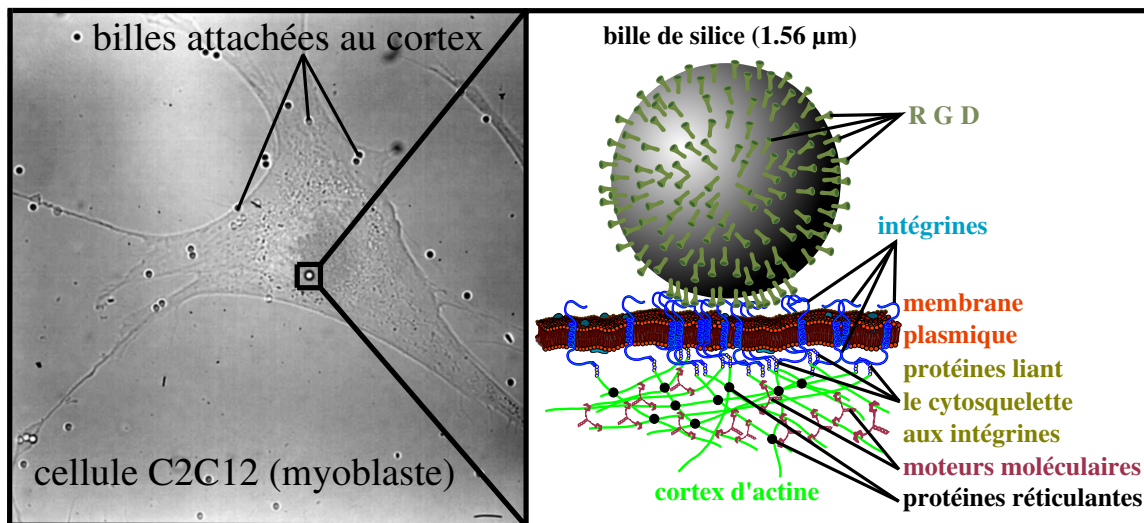 billes attachées au cortex
cellule C2C12 (myoblaste)
bille de silice (1.56 µm)
R G D
intégrines
membrane
plasmique
protéines liant
le cytosquelette
aux intégrines
moteurs moléculaires
cortex d'actine
protéines réticulantes